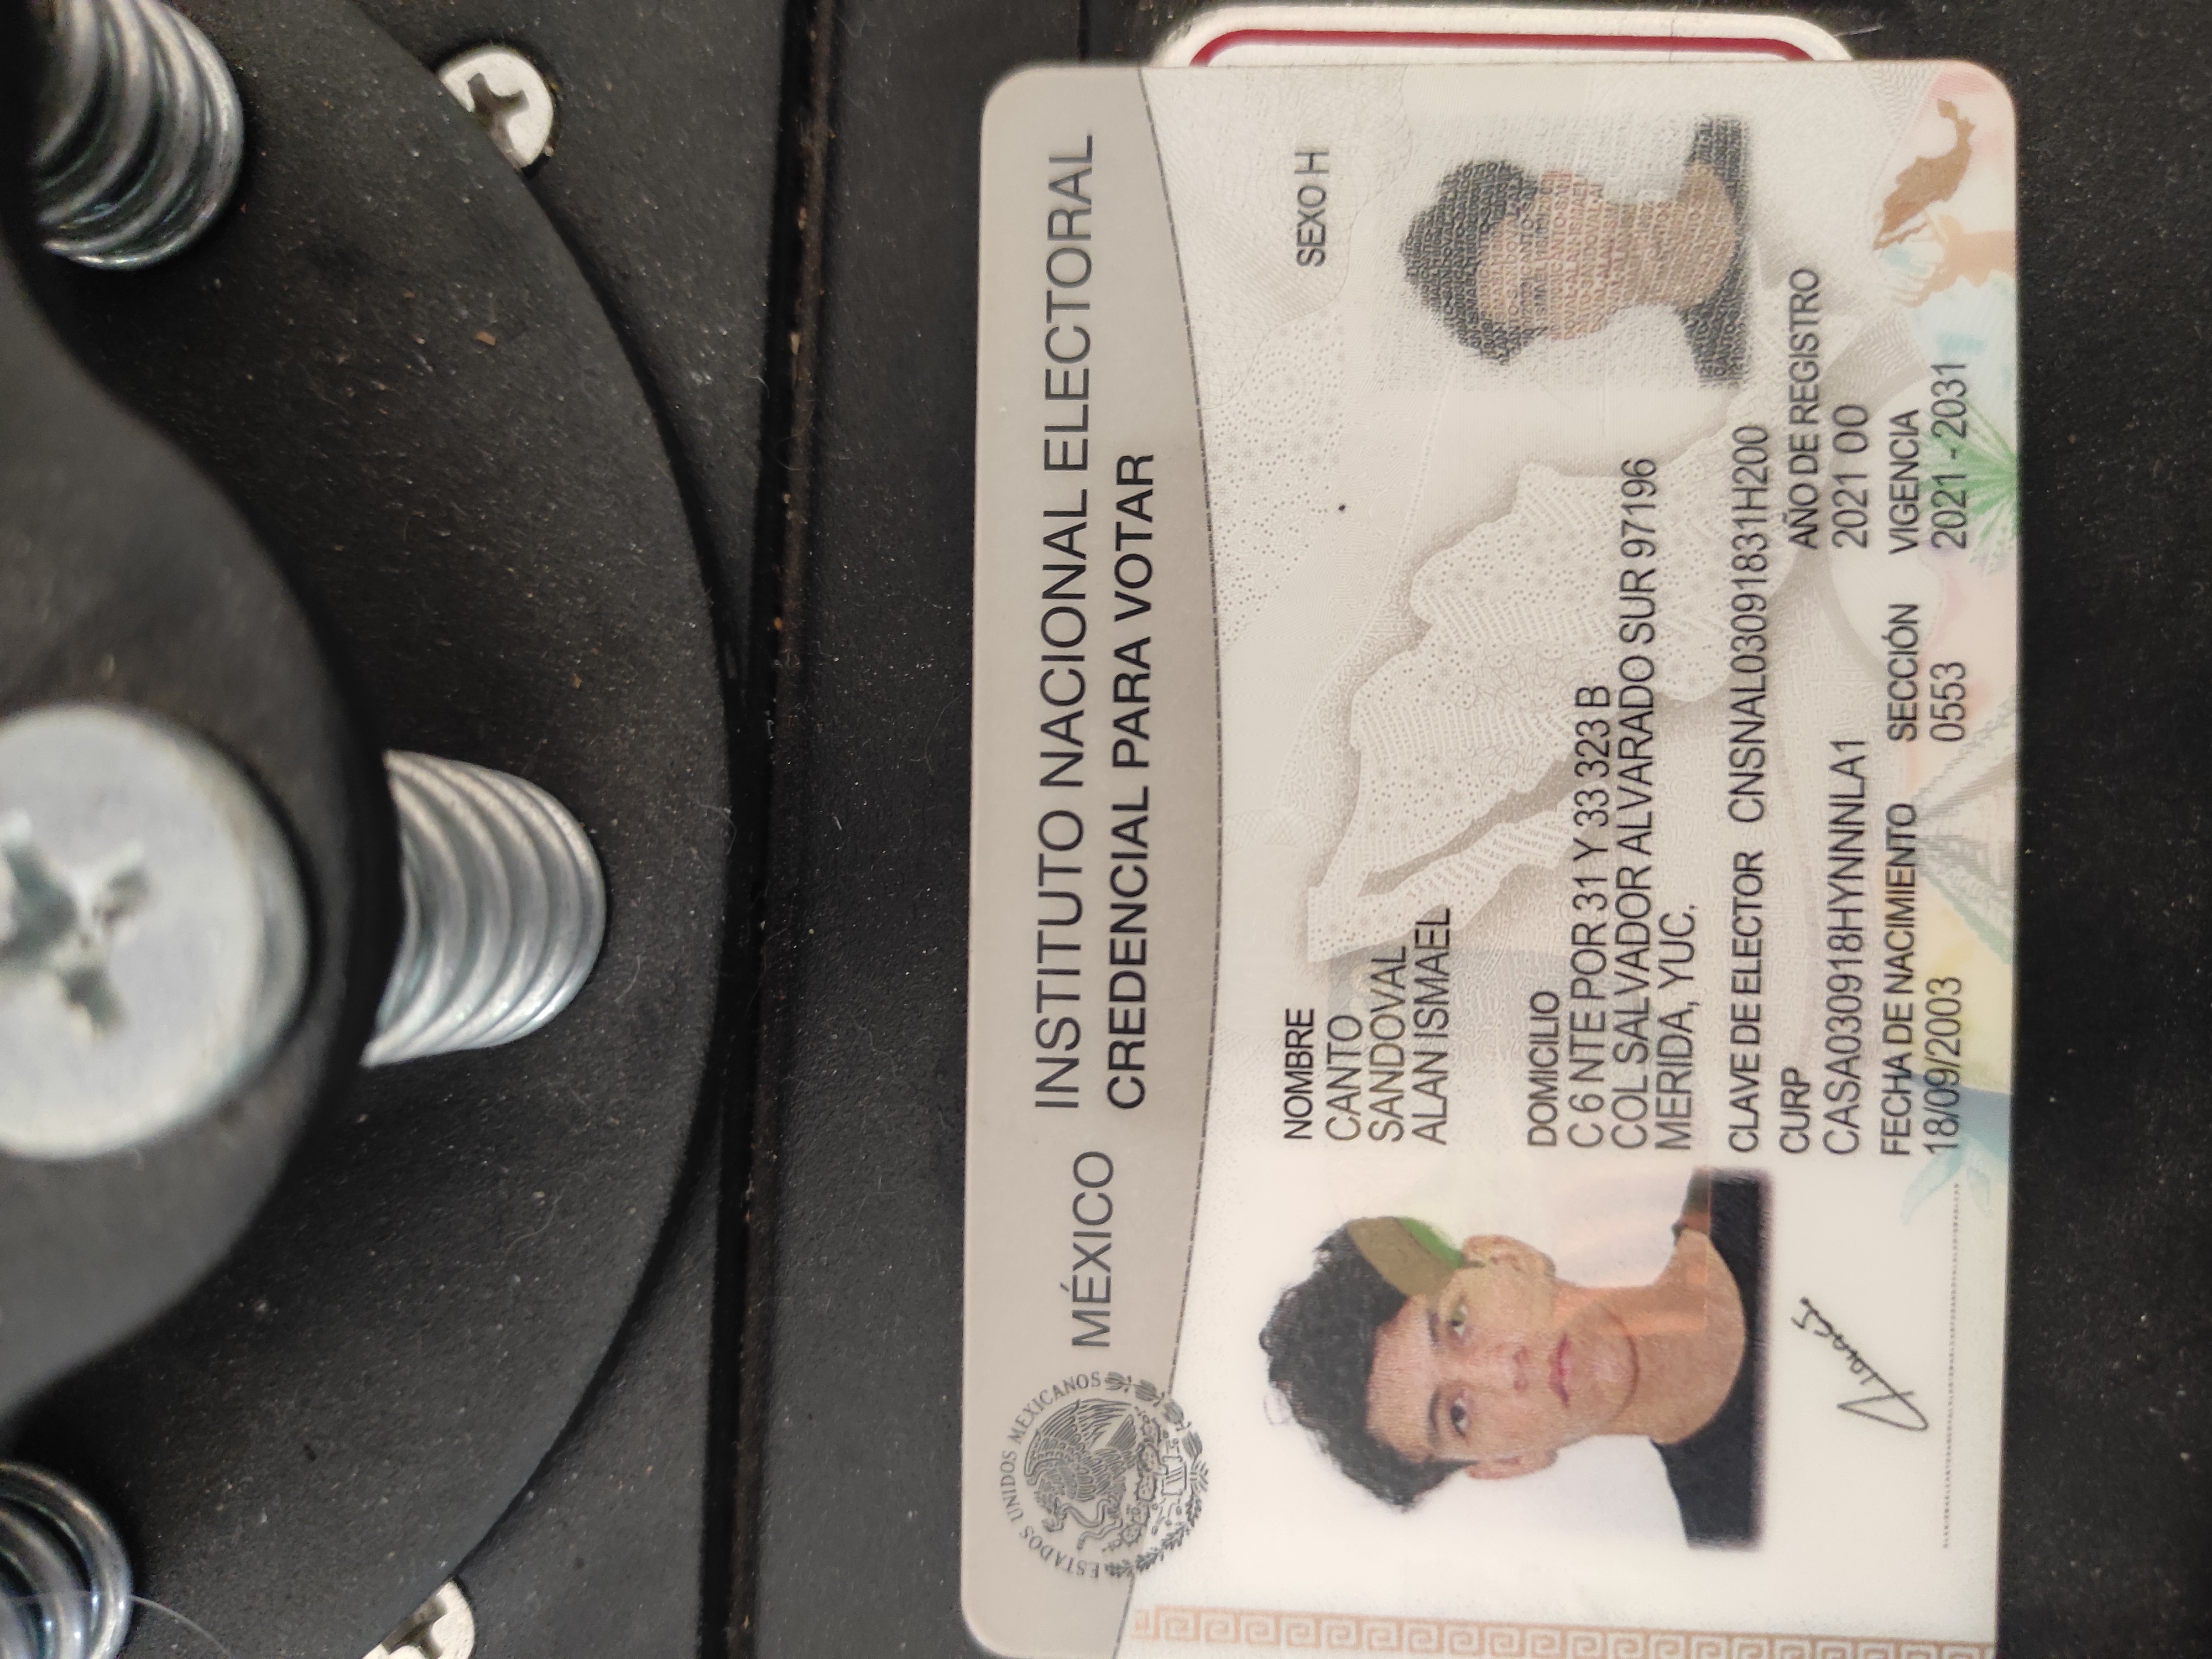 ESTADOS UNIDOS MEXICANOS
MÉXICO INSTITUTO NACIONAL ELECTORAL
CREDENCIAL PARA VOTAR
NOMBRE
CANTO
SANDOVAL
ALAN ISMAEL
SEXO H
DOMICILIO
C 6 NTE POR 31 Y 33 323 B
COL SALVADOR ALVARADO SUR 97196
MERIDA, YUC.
CLAVE DE ELECTOR CNSNAL03091831H200
CURP
CASA030918HYNNNLA1
AÑO DE REGISTRO
2021 00
FECHA DE NACIMIENTO
18/09/2003
SECCIÓN
0553
VIGENCIA
2021 - 2031